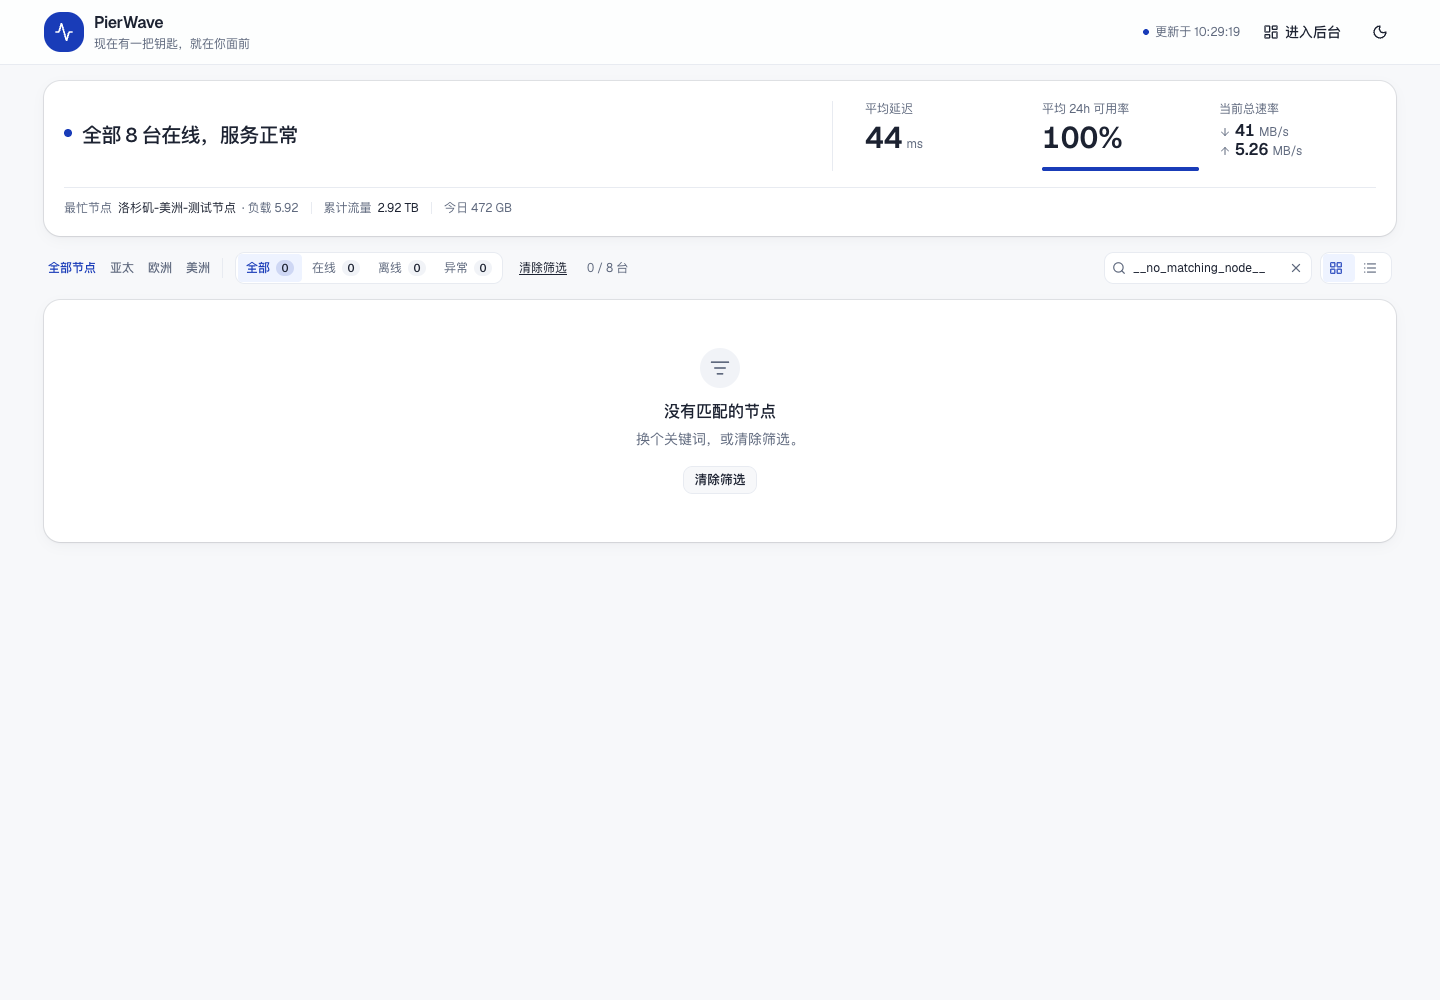 PierWave
现在有一把钥匙，就在你面前
更新于 10:29:19
进入后台
全部 8 台在线，服务正常
平均延迟
44 ms
平均 24h 可用率
100%
当前总速率
↓ 41 MB/s
↑ 5.26 MB/s
最忙节点 洛杉矶-美洲-测试节点 · 负载 5.92
累计流量 2.92 TB
今日 472 GB
全部节点 亚太 欧洲 美洲
全部 0 在线 0 离线 0 异常 0
清除筛选
0 / 8 台
__no_matching_node__
没有匹配的节点
换个关键词，或清除筛选。
清除筛选